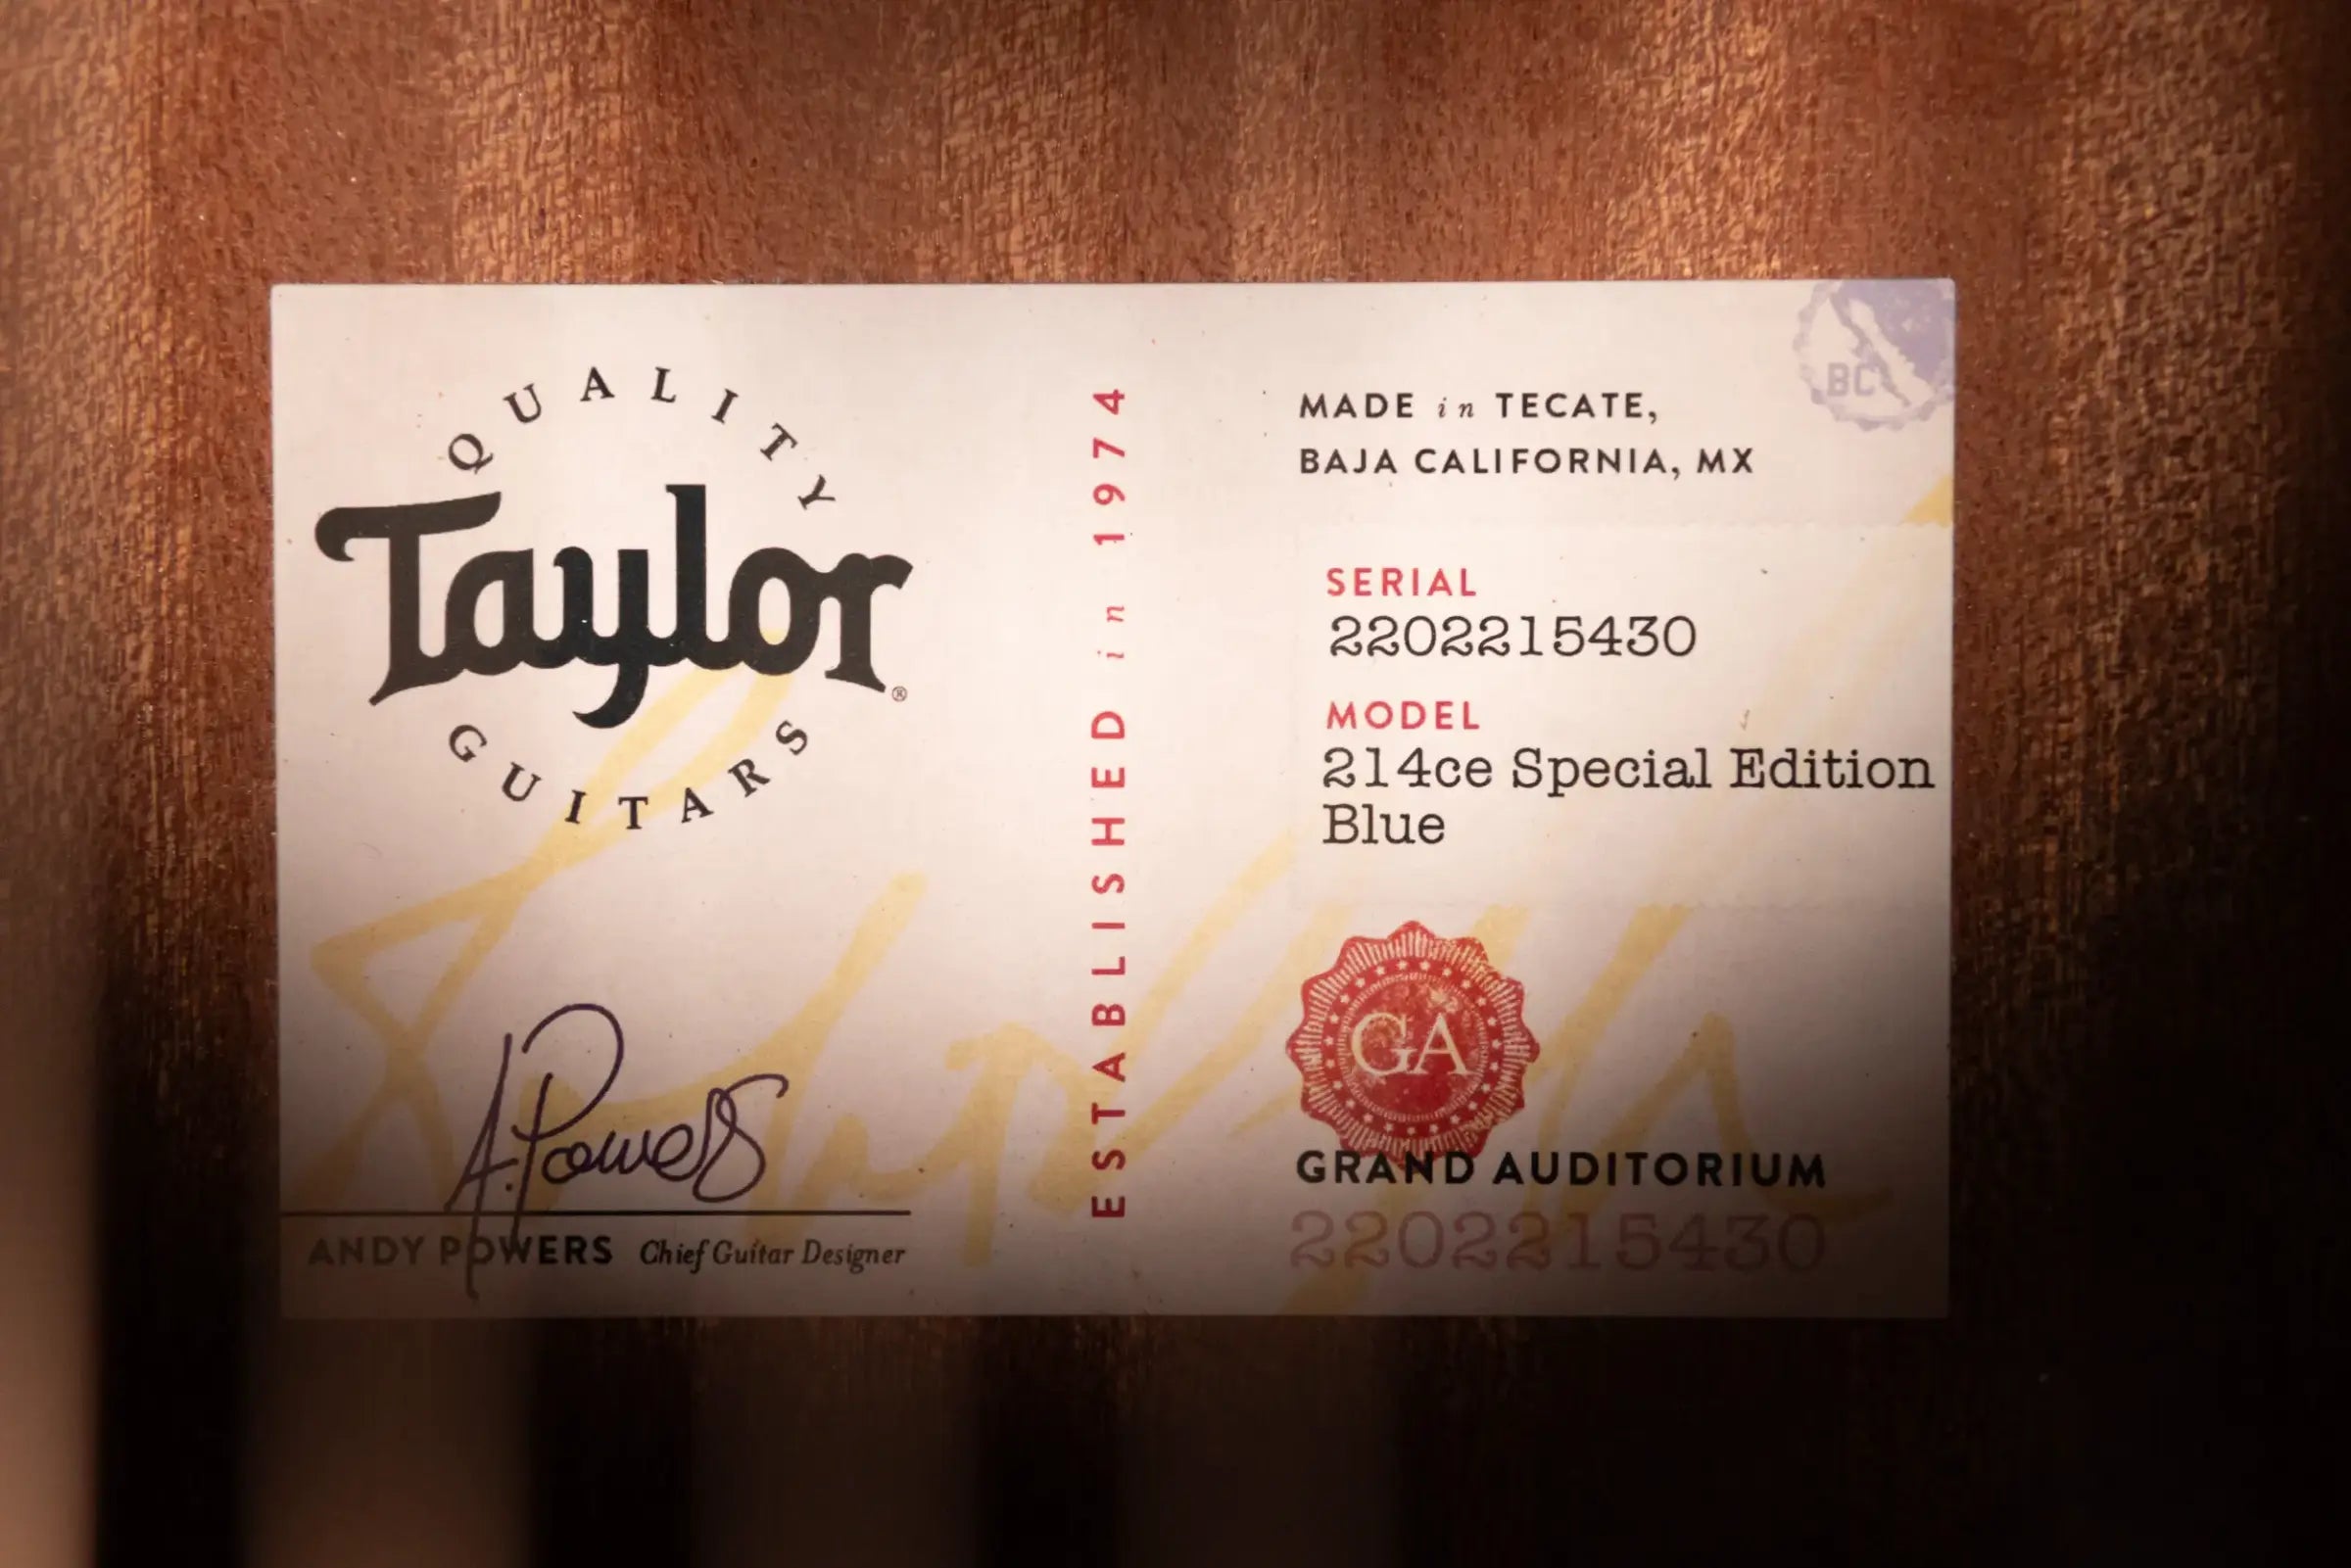 QUALITY
Taylor®
GUITARS
A. Powers
ANDY POWERS Chief Guitar Designer
ESTABLISHED in 1974
BC
MADE in TECATE,
BAJA CALIFORNIA, MX
SERIAL
2202215430
MODEL
214ce Special Edition
Blue
GA
GRAND AUDITORIUM
2202215430